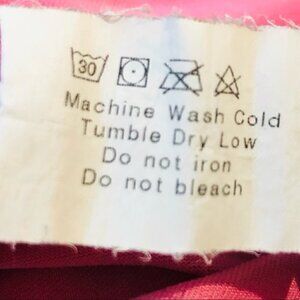 30
Machine Wash Cold
Tumble Dry Low
Do not iron
Do not bleach